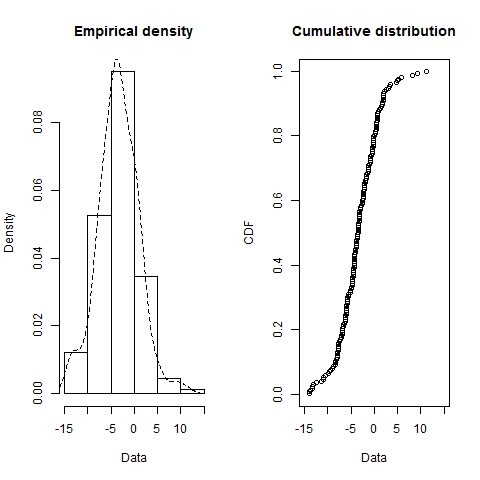 Empirical density
Density
0.00 0.02 0.04 0.06 0.08
-15 -5 0 5 10
Data
Cumulative distribution
CDF
0.0 0.2 0.4 0.6 0.8 1.0
-15 -5 0 5 10
Data